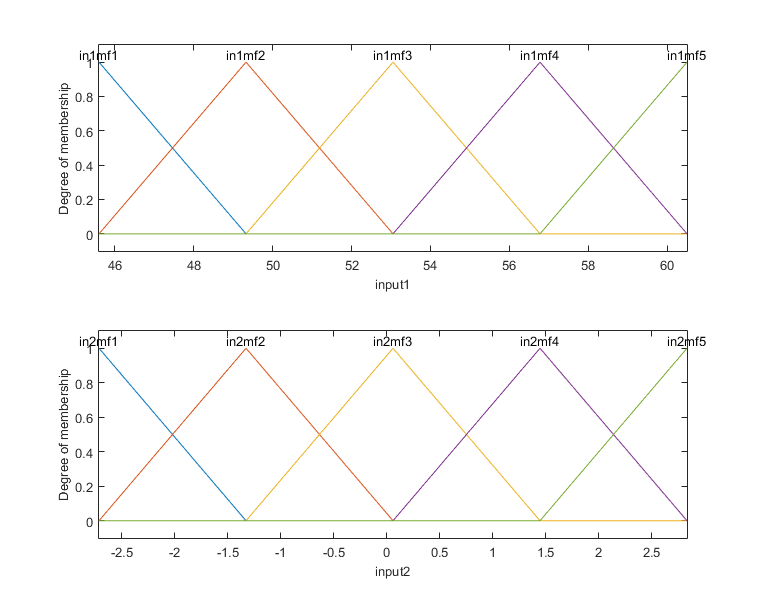 in1mf1 in1mf2 in1mf3 in1mf4 in1mf5
1
0.8
0.6
0.4
0.2
0
Degree of membership
46 48 50 52 54 56 58 60
input1
in2mf1 in2mf2 in2mf3 in2mf4 in2mf5
1
0.8
0.6
0.4
0.2
0
Degree of membership
-2.5 -2 -1.5 -1 -0.5 0 0.5 1 1.5 2 2.5
input2